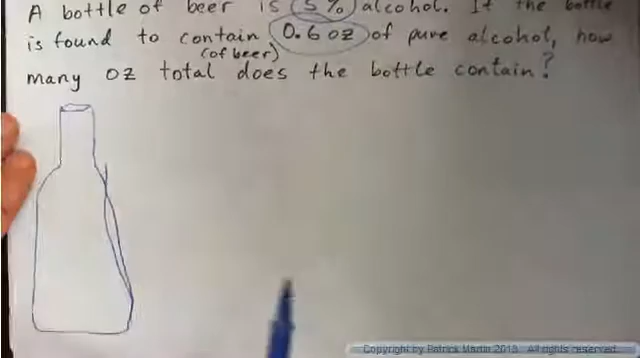 A bottle of beer is 5% alcohol. If the bottle
is found to contain 0.6 oz of pure alcohol, how
(of beer)
many oz total does the bottle contain?
Copyright by Patrick Martin 2013. All rights reserved.